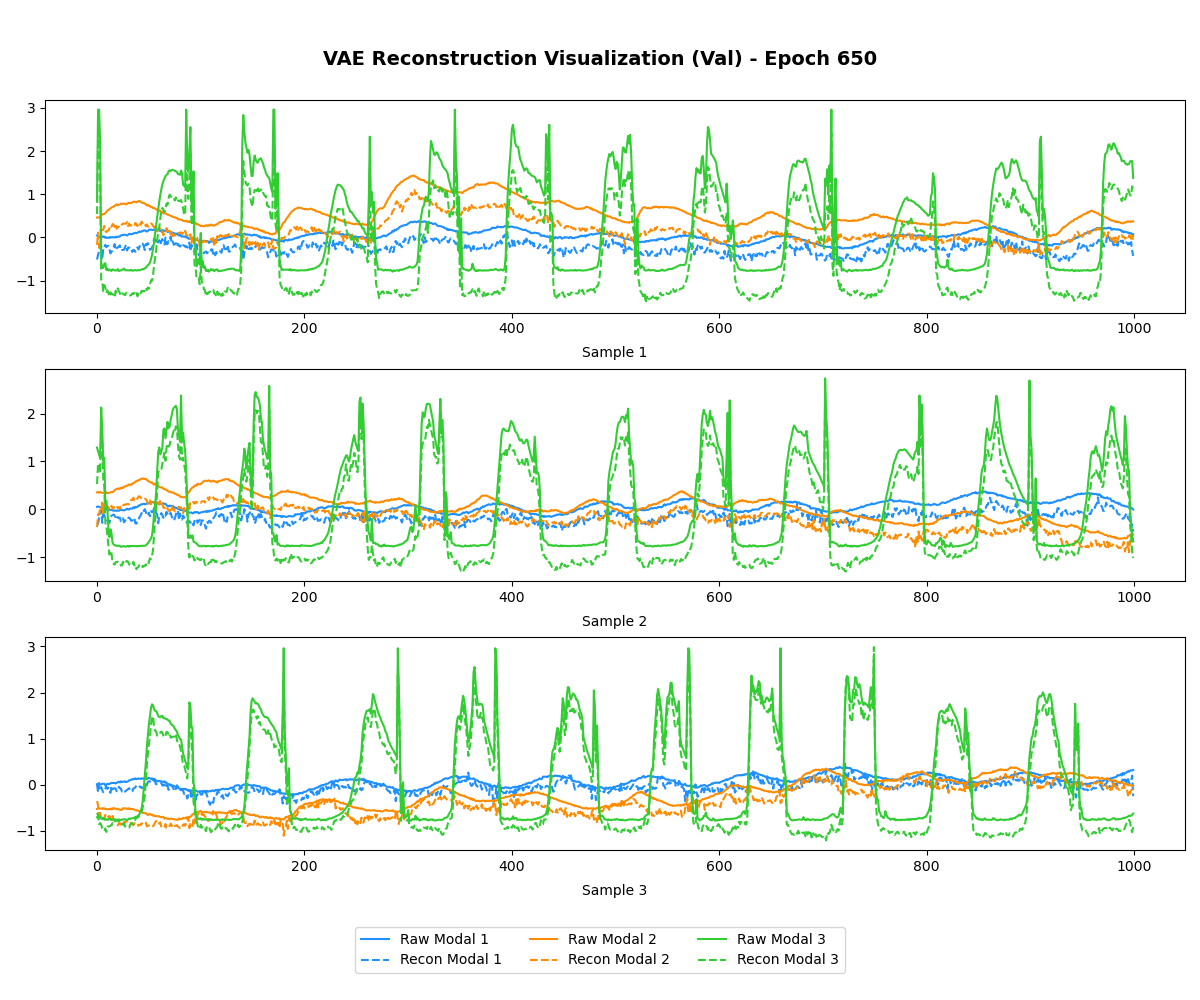 VAE Reconstruction Visualization (Val) - Epoch 650
3
2
1
0
−1
0 200 400 600 800 1000
Sample 1
2
1
0
−1
0 200 400 600 800 1000
Sample 2
3
2
1
0
−1
0 200 400 600 800 1000
Sample 3
Raw Modal 1 Raw Modal 2 Raw Modal 3
Recon Modal 1 Recon Modal 2 Recon Modal 3